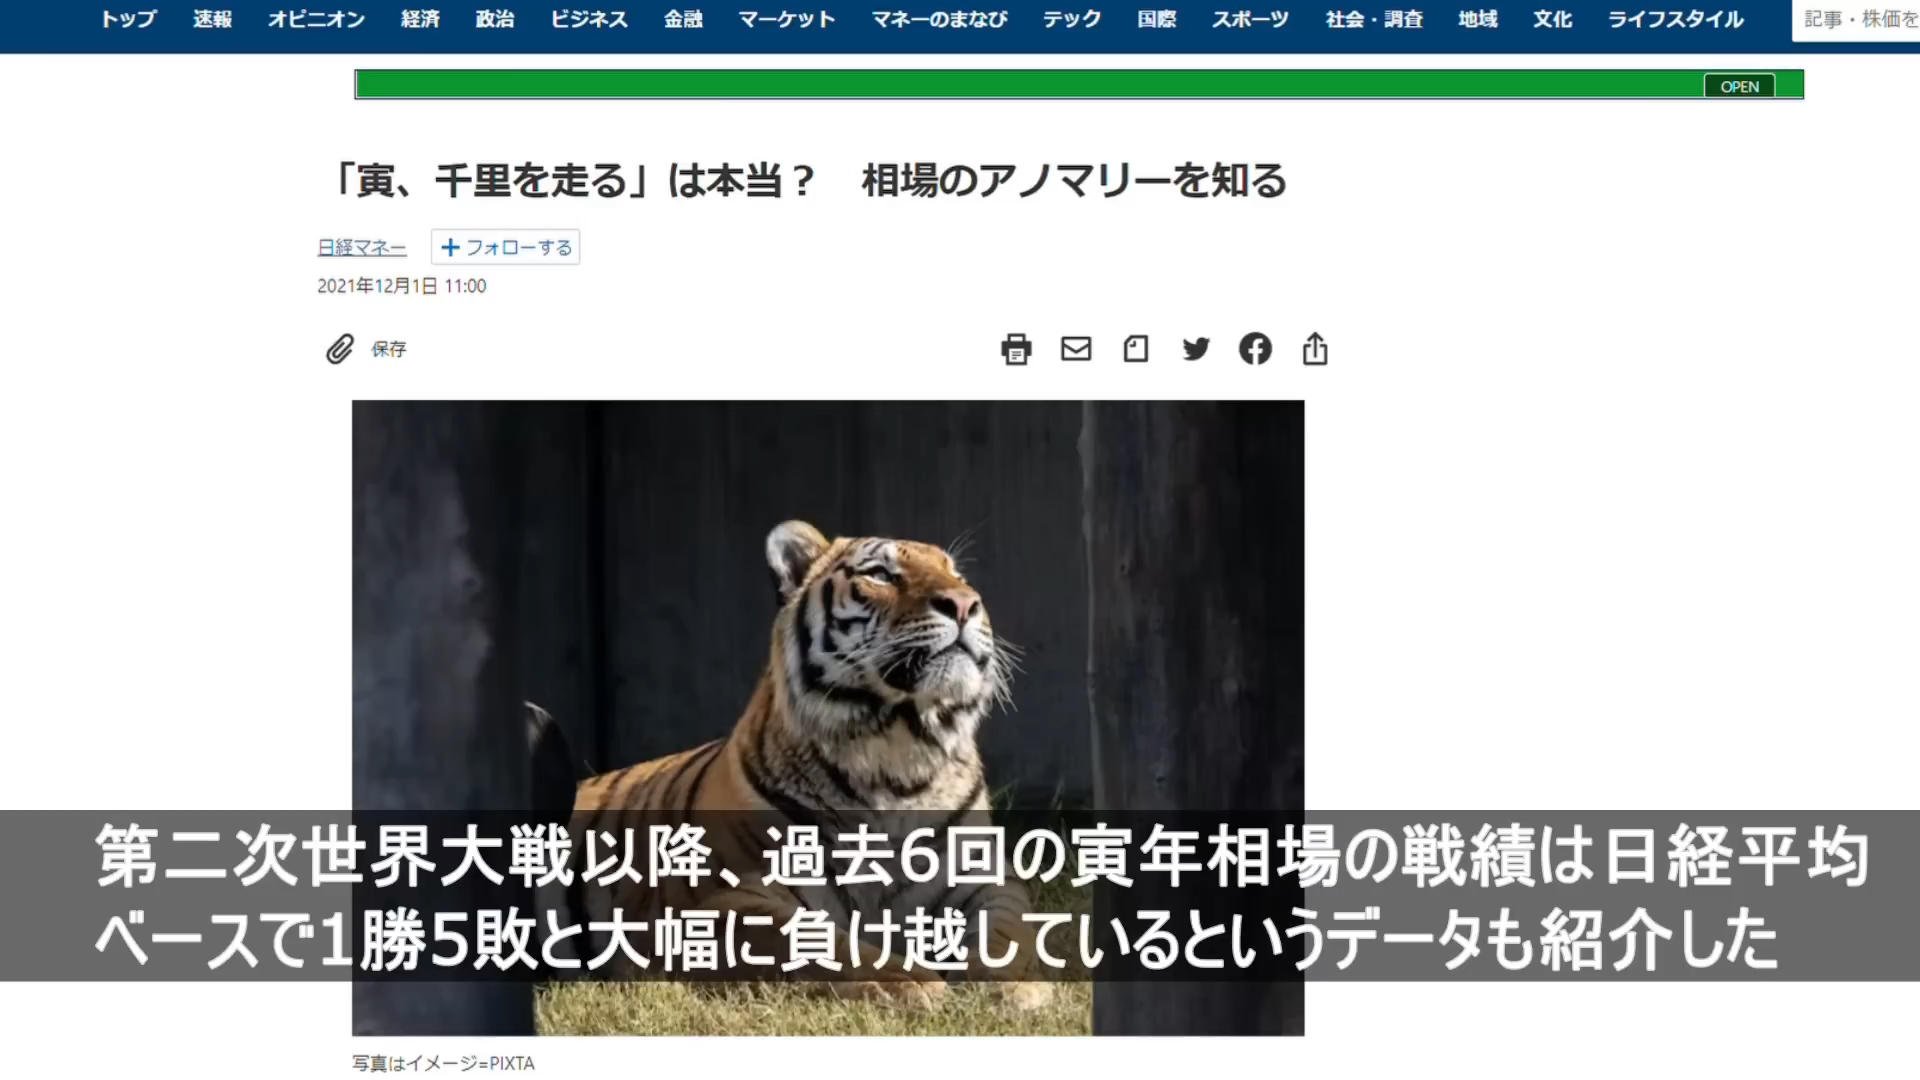 トップ 速報 オピニオン 経済 政治 ビジネス 金融 マーケット マネーのまなび テック 国際 スポーツ 社会・調査 地域 文化 ライフスタイル 記事・株価を
OPEN
「寅、千里を走る」は本当？　相場のアノマリーを知る
日経マネー ＋フォローする
2021年12月1日 11:00
保存
第二次世界大戦以降、過去6回の寅年相場の戦績は日経平均
ベースで1勝5敗と大幅に負け越しているというデータも紹介した
写真はイメージ=PIXTA